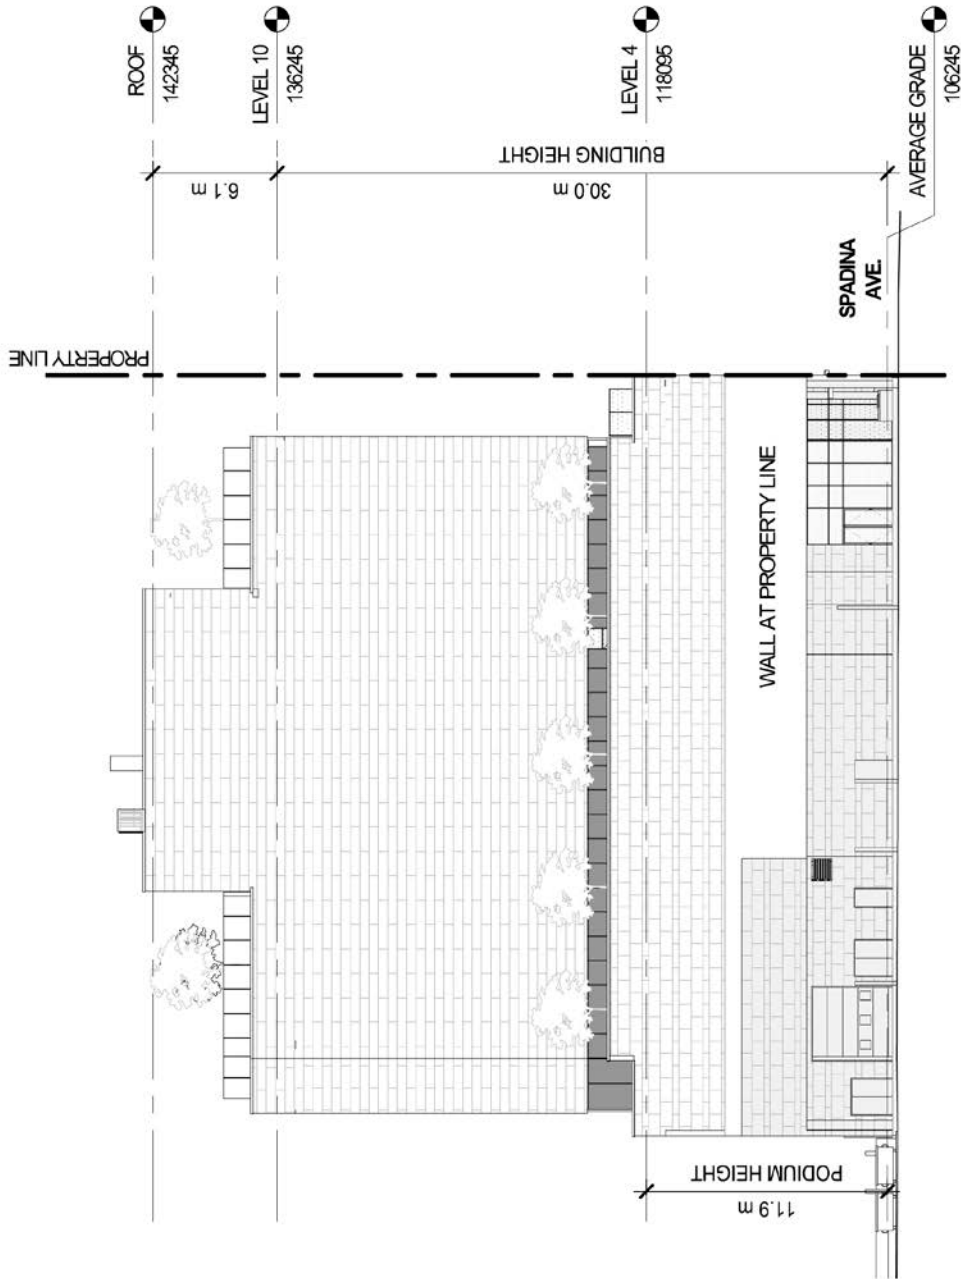 ROOF
142345
LEVEL 10
136245
LEVEL 4
118095
AVERAGE GRADE
106245
6.1 m
30.0 m
BUILDING HEIGHT
PROPERTY LINE
SPADINA
AVE.
WALL AT PROPERTY LINE
PODIUM HEIGHT
11.9 m